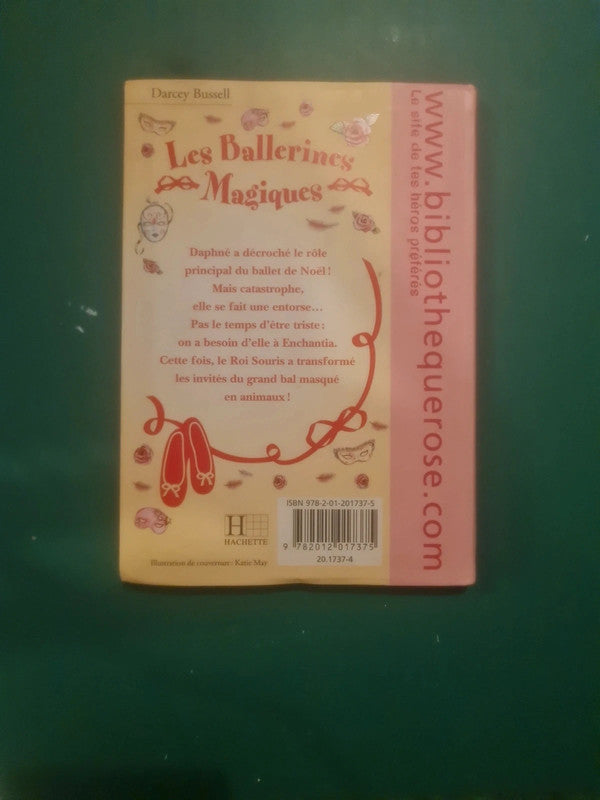 Darcey Bussell
Les Ballerines
Magiques
Daphné a décroché le rôle
principal du ballet de Noël !
Mais catastrophe,
elle se fait une entorse…
Pas le temps d'être triste :
on a besoin d'elle à Enchantia.
Cette fois, le Roi Souris a transformé
les invités du grand bal masqué
en animaux !
ISBN 978-2-01-201737-5
H
HACHETTE
9 782012 017375
20.1737-4
Illustration de couverture : Katie May
www.bibliothequerose.com
Le site de tes héros préférés